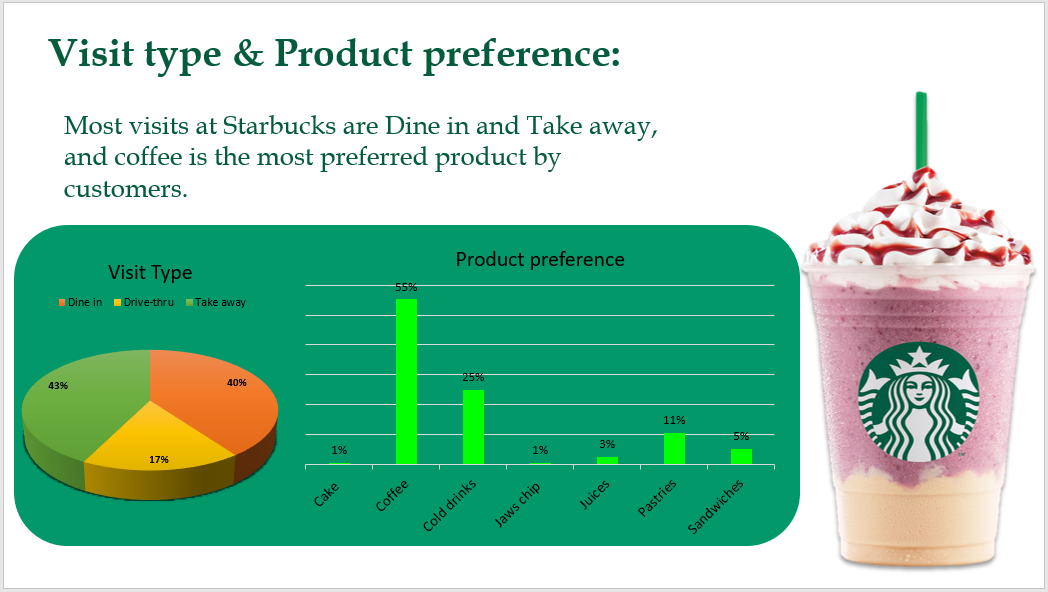 Visit type & Product preference:
Most visits at Starbucks are Dine in and Take away,
and coffee is the most preferred product by
customers.
Visit Type
Dine in Drive-thru Take away
43%
40%
17%
Product preference
1%
55%
25%
1%
3%
11%
5%
Cake
Coffee
Cold drinks
Jaws chip
Juices
Pastries
Sandwiches